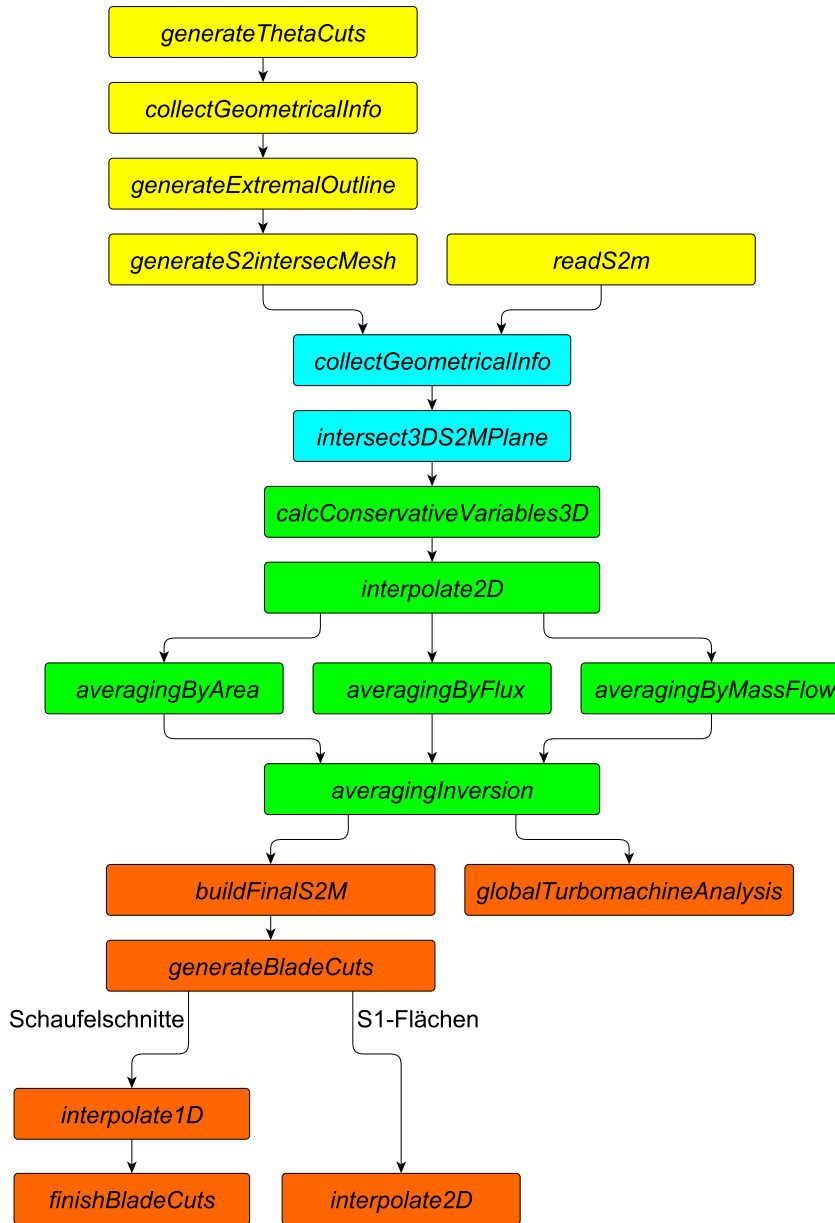 generateThetaCuts
collectGeometricalInfo
generateExtremalOutline
generateS2intersecMesh
readS2m
collectGeometricalInfo
intersect3DS2MPlane
calcConservativeVariables3D
interpolate2D
averagingByArea
averagingByFlux
averagingByMassFlow
averagingInversion
buildFinalS2M
globalTurbomachineAnalysis
generateBladeCuts
Schaufelschnitte
S1-Flächen
interpolate1D
finishBladeCuts
interpolate2D